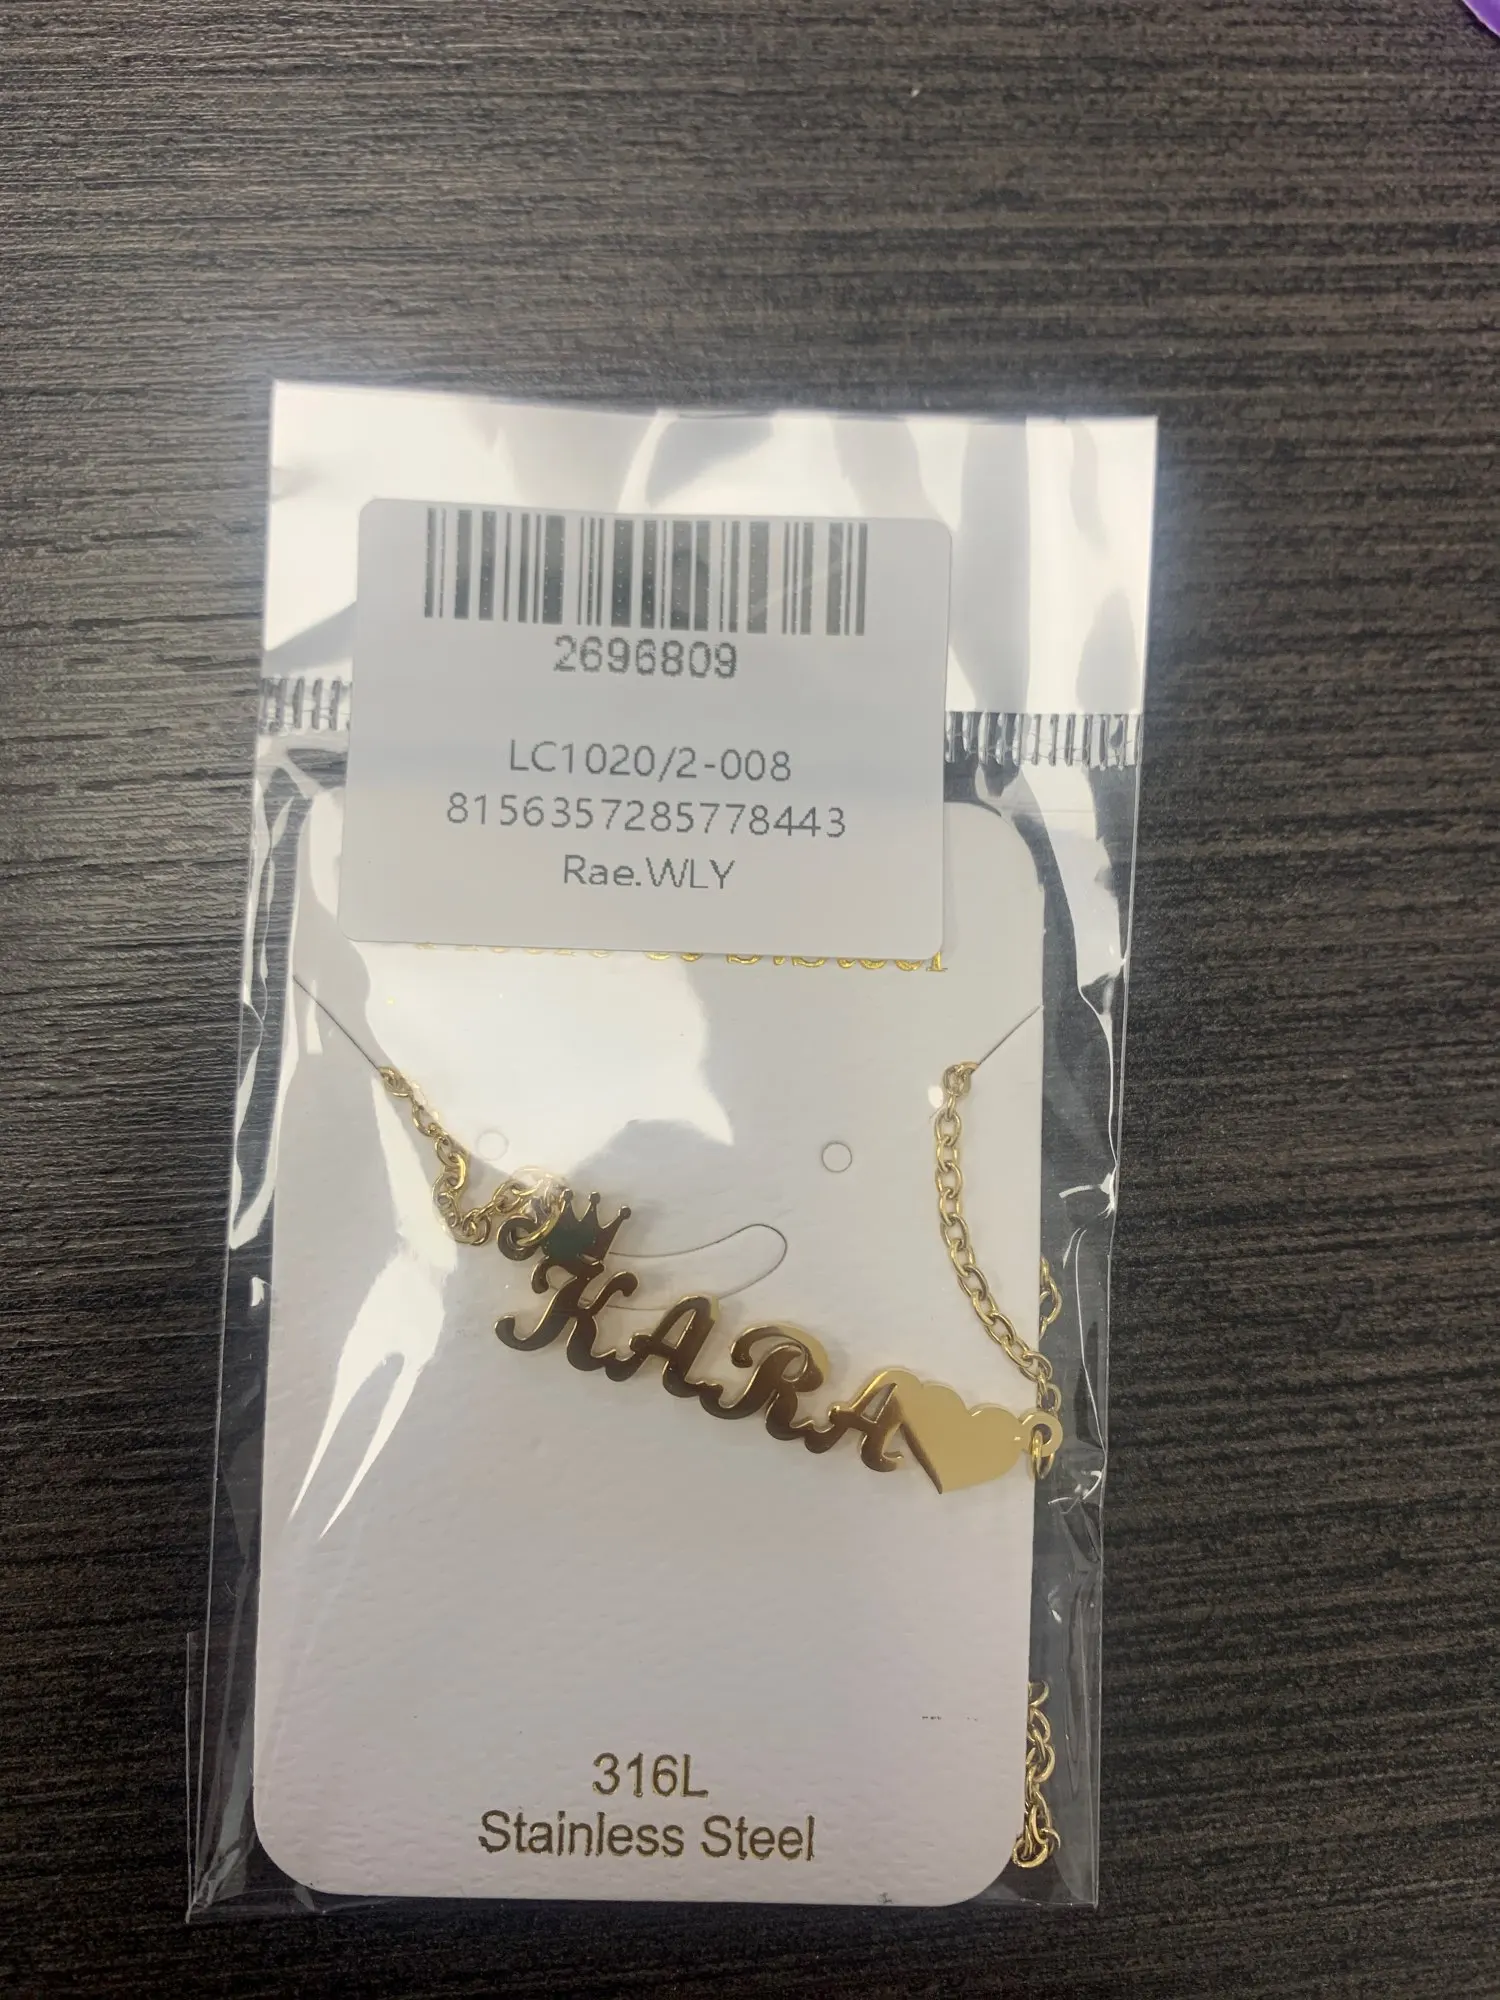 2696809
LC1020/2-008
8156357285778443
Rae.WLY
KARA
316L
Stainless Steel